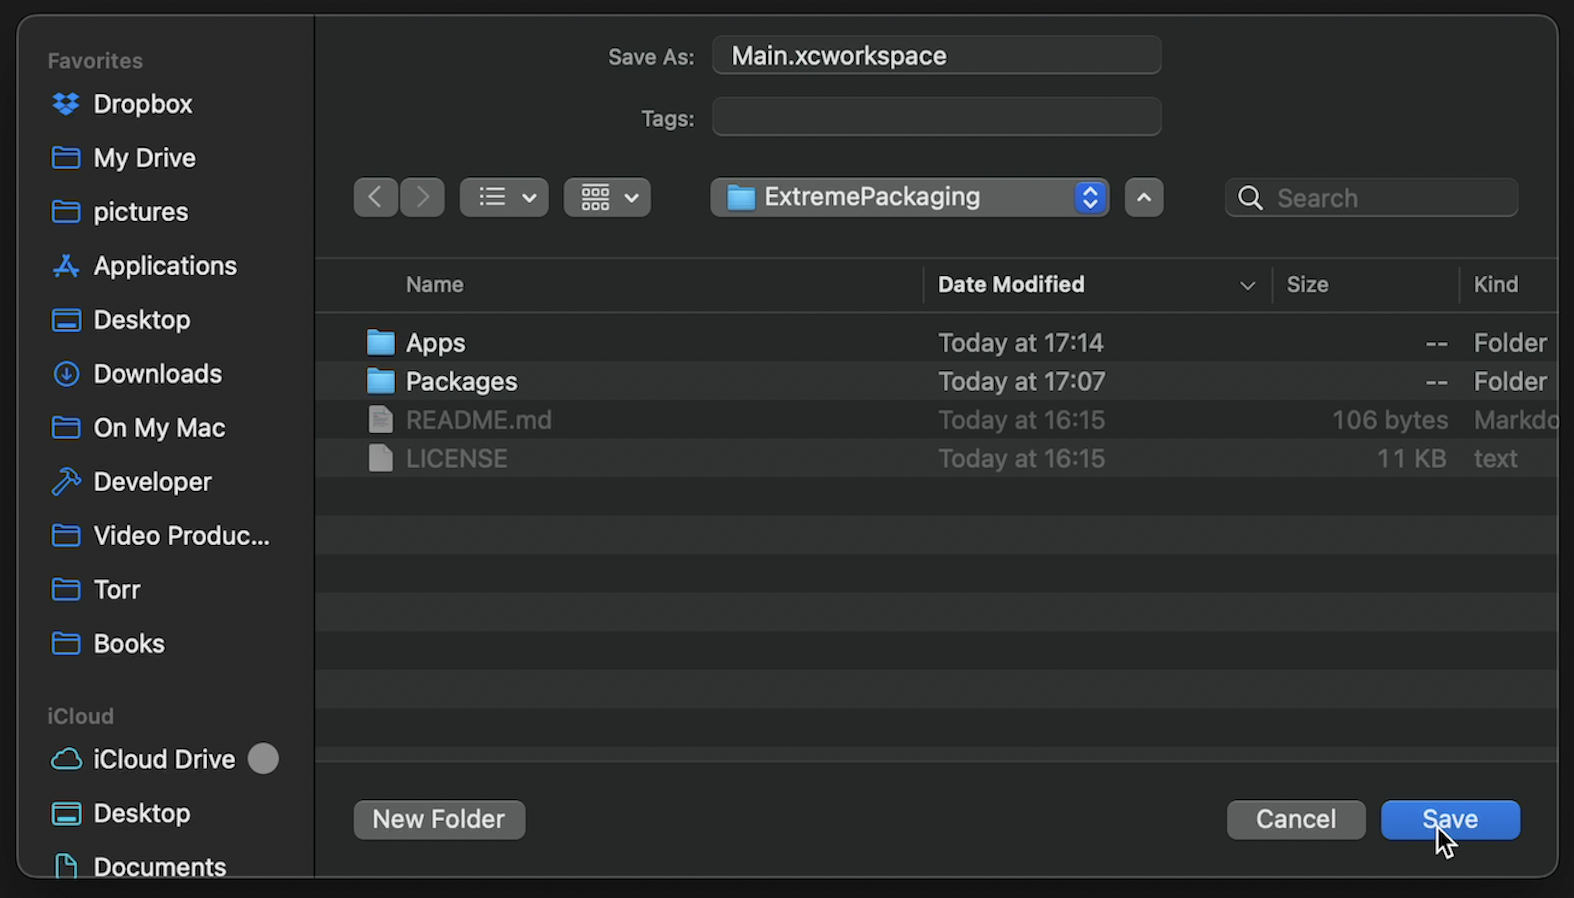 Favorites
Dropbox
My Drive
pictures
Applications
Desktop
Downloads
On My Mac
Developer
Video Produc...
Torr
Books
iCloud
iCloud Drive
Desktop
Documents
Save As: Main.xcworkspace
Tags:
ExtremePackaging
Search
Name Date Modified Size Kind
Apps Today at 17:14 -- Folder
Packages Today at 17:07 -- Folder
README.md Today at 16:15 106 bytes Markdo
LICENSE Today at 16:15 11 KB text
New Folder Cancel Save